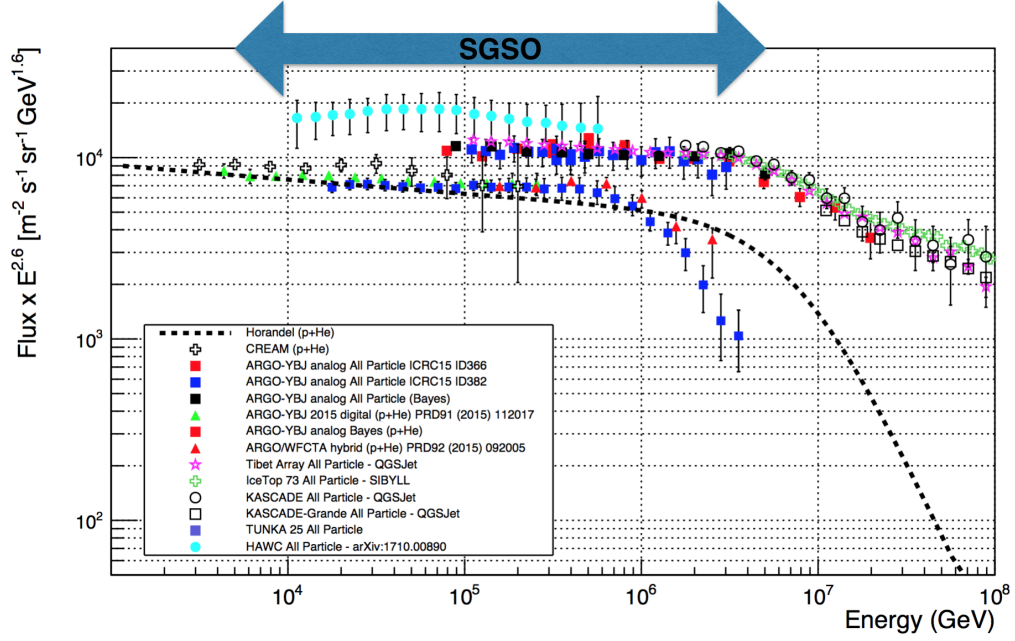 SGSO
Flux x E^2.6 [m^-2 s^-1 sr^-1 GeV^1.6]
10^4
10^3
10^2
Horandel (p+He)
CREAM (p+He)
ARGO-YBJ analog All Particle ICRC15 ID366
ARGO-YBJ analog All Particle ICRC15 ID382
ARGO-YBJ analog All Particle (Bayes)
ARGO-YBJ 2015 digital (p+He) PRD91 (2015) 112017
ARGO-YBJ analog Bayes (p+He)
ARGO/WFCTA hybrid (p+He) PRD92 (2015) 092005
Tibet Array All Particle - QGSJet
IceTop 73 All Particle - SIBYLL
KASCADE All Particle - QGSJet
KASCADE-Grande All Particle - QGSJet
TUNKA 25 All Particle
HAWC All Particle - arXiv:1710.00890
10^4 10^5 10^6 10^7 10^8
Energy (GeV)